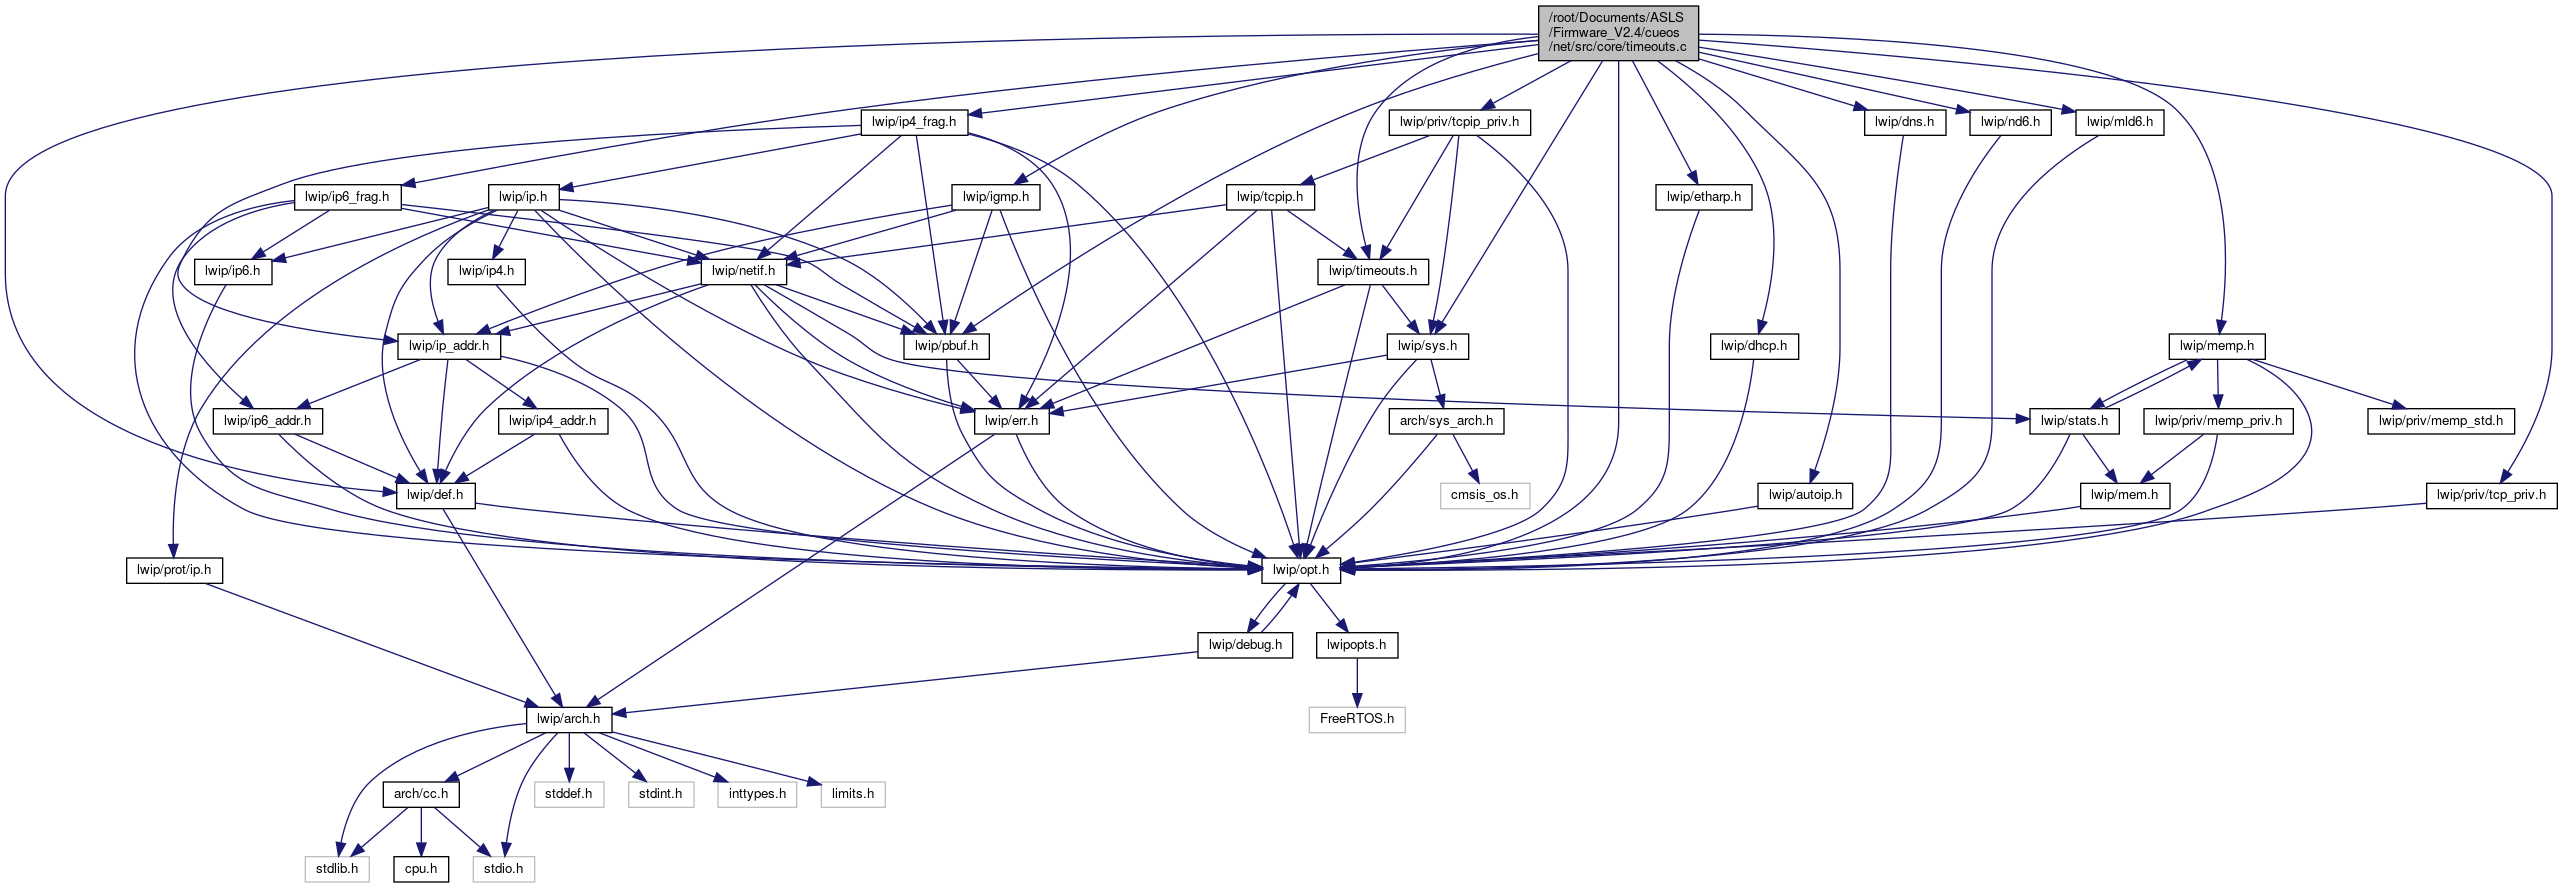 /root/Documents/ASLS
/Firmware_V2.4/cueos
/net/src/core/timeouts.c
lwip/ip4_frag.h
lwip/priv/tcpip_priv.h
lwip/dns.h
lwip/nd6.h
lwip/mld6.h
lwip/ip6_frag.h
lwip/ip.h
lwip/igmp.h
lwip/tcpip.h
lwip/etharp.h
lwip/ip6.h
lwip/ip4.h
lwip/netif.h
lwip/timeouts.h
lwip/ip_addr.h
lwip/pbuf.h
lwip/sys.h
lwip/dhcp.h
lwip/memp.h
lwip/ip6_addr.h
lwip/ip4_addr.h
lwip/err.h
arch/sys_arch.h
lwip/stats.h
lwip/priv/memp_priv.h
lwip/priv/memp_std.h
lwip/def.h
cmsis_os.h
lwip/autoip.h
lwip/mem.h
lwip/priv/tcp_priv.h
lwip/prot/ip.h
lwip/opt.h
lwip/debug.h
lwipopts.h
lwip/arch.h
FreeRTOS.h
arch/cc.h
stddef.h
stdint.h
inttypes.h
limits.h
stdlib.h
cpu.h
stdio.h